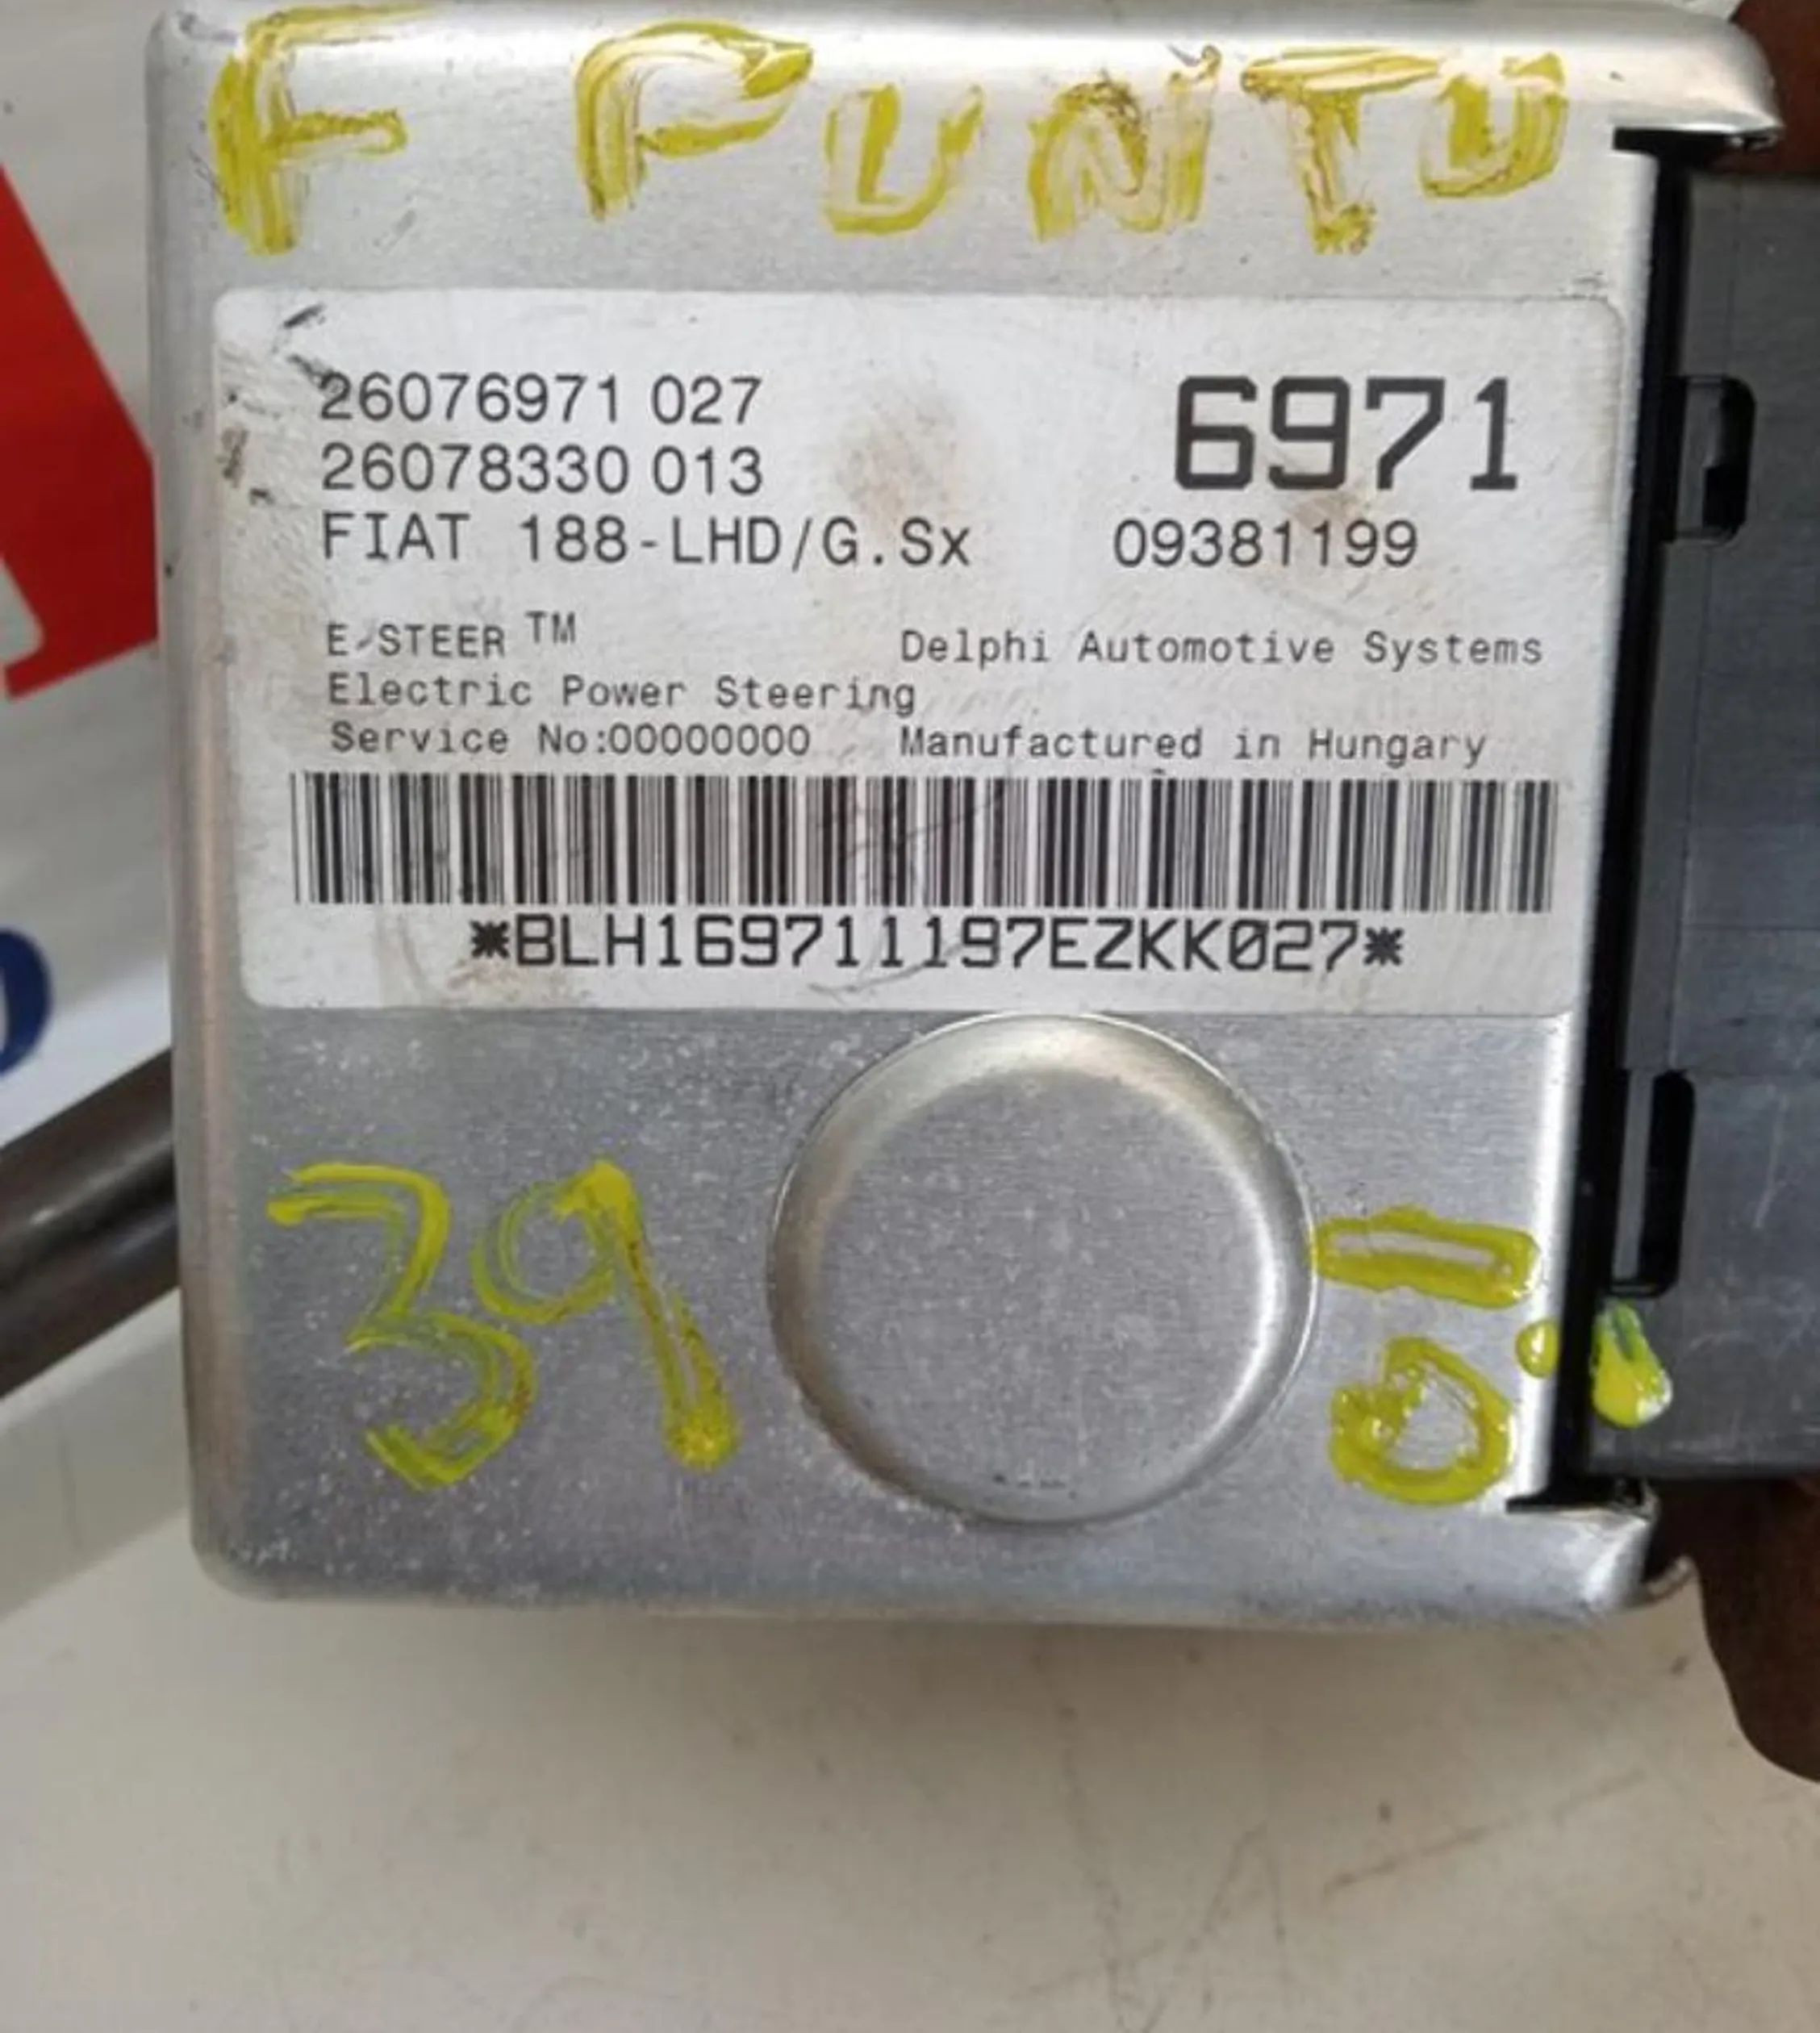 F PUNTO
26076971 027 6971
26078330 013
FIAT 188-LHD/G.Sx 09381199
E-STEER TM Delphi Automotive Systems
Electric Power Steering
Service No:00000000 Manufactured in Hungary
*BLH169711197EZKK027*
39